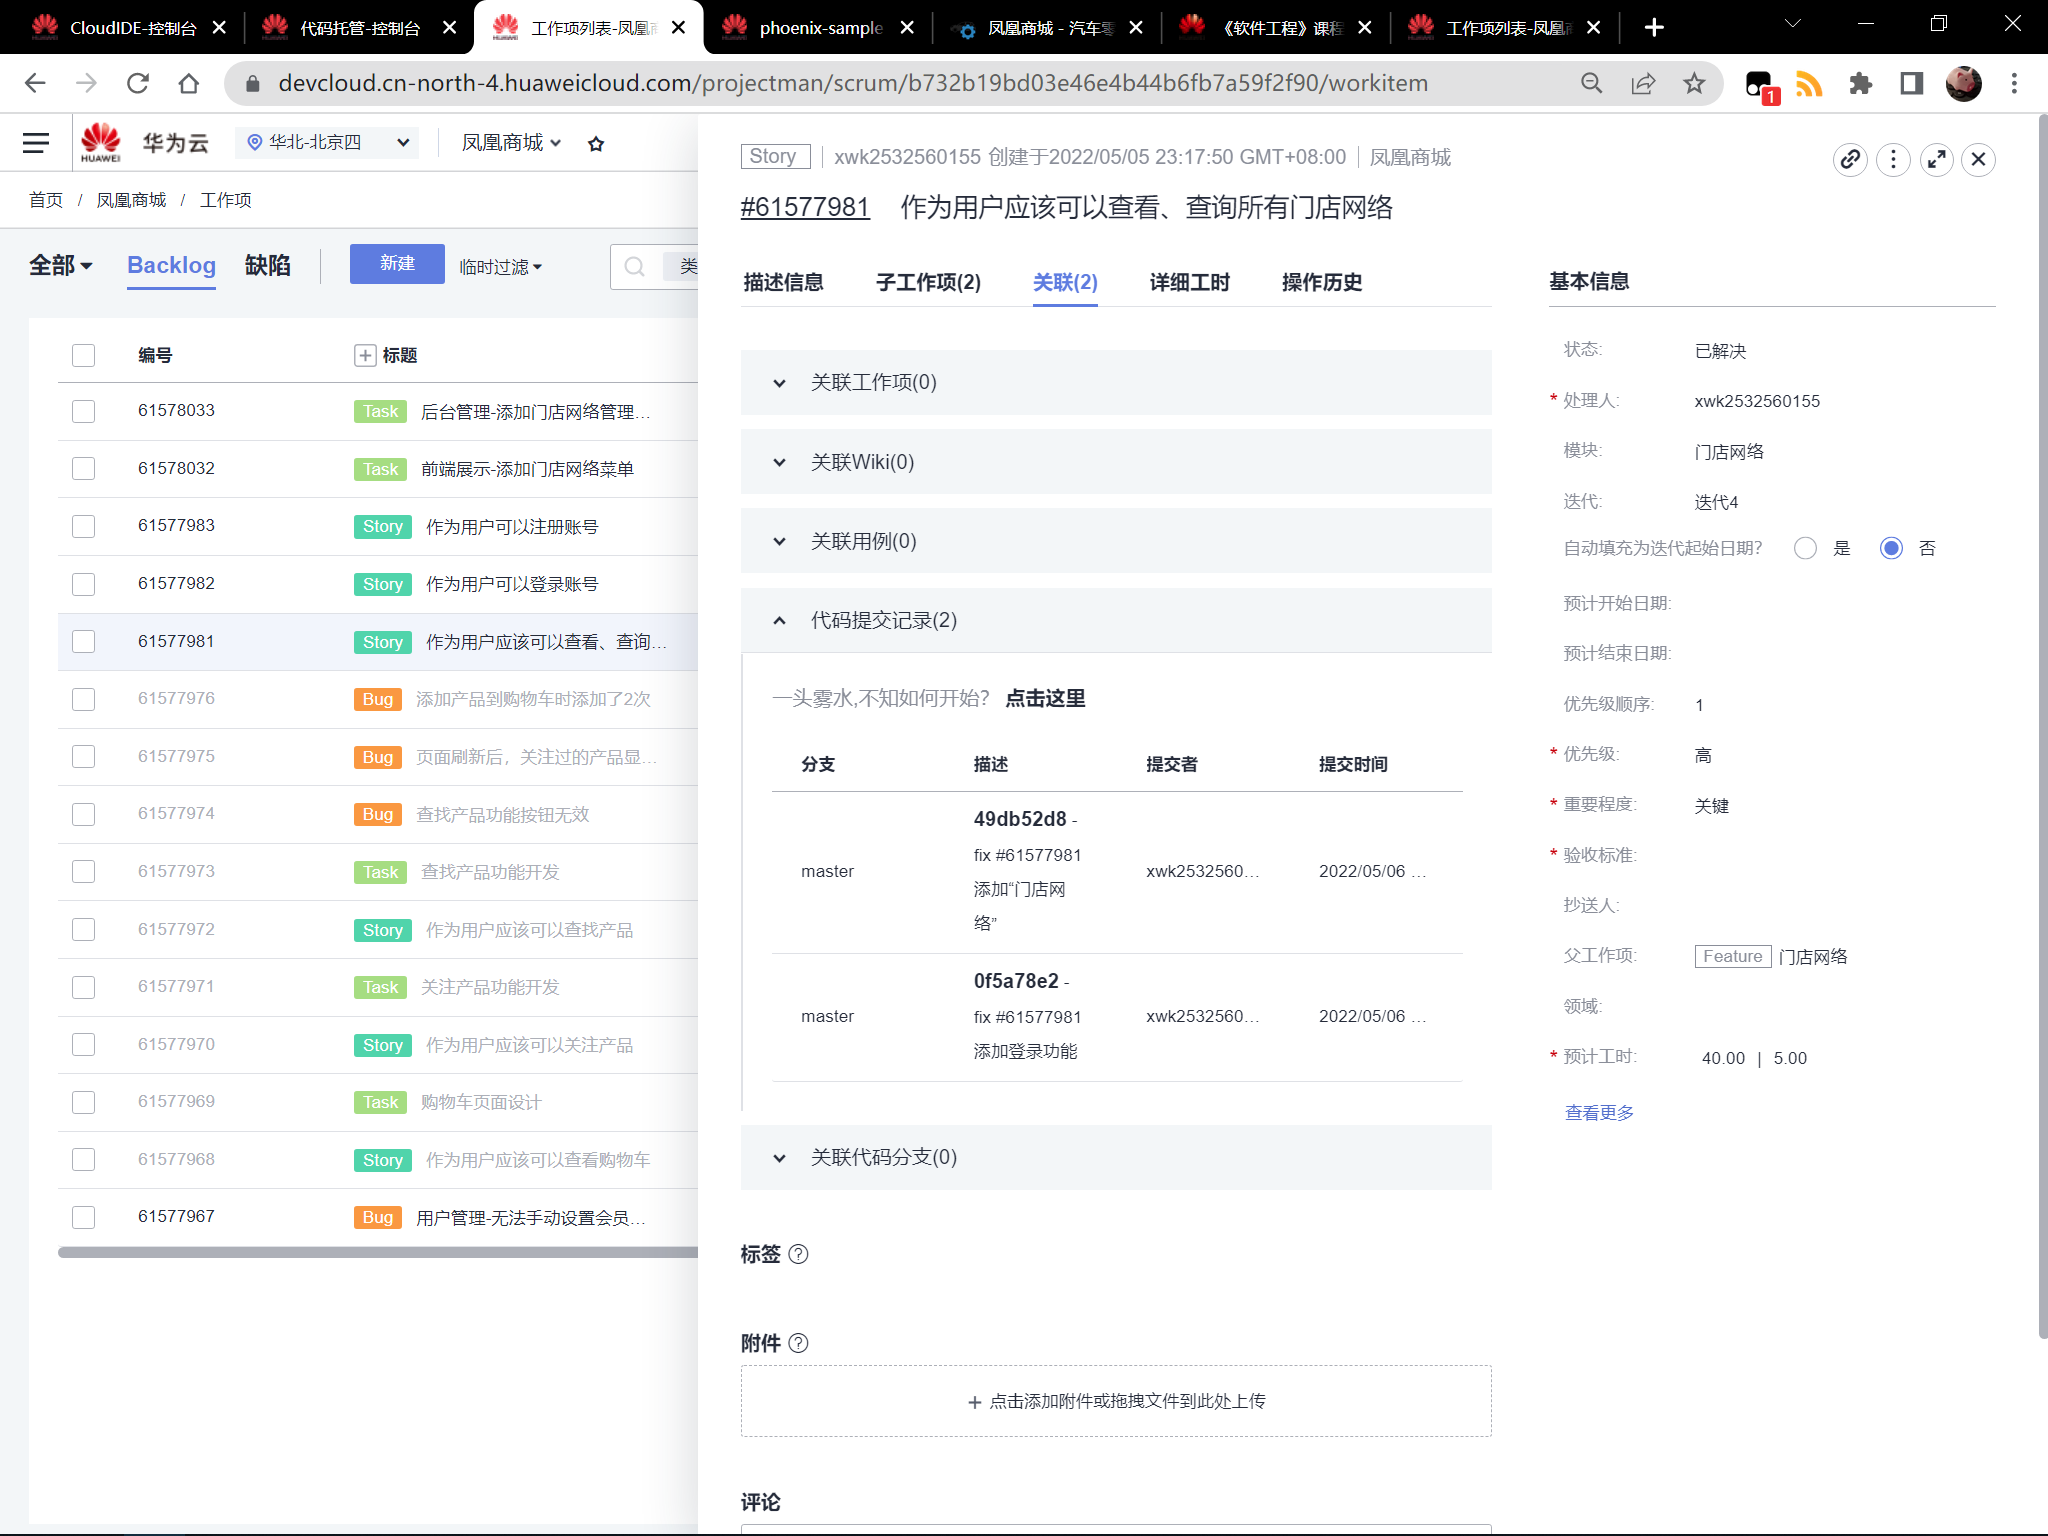 CloudIDE-控制台
代码托管-控制台
工作项列表-凤凰
phoenix-sample
凤凰商城 - 汽车零
《软件工程》课程
工作项列表-凤凰
devcloud.cn-north-4.huaweicloud.com/projectman/scrum/b732b19bd03e46e4b44b6fb7a59f2f90/workitem
1
HUAWEI
华为云
华北-北京四
凤凰商城
首页 / 凤凰商城 / 工作项
全部
Backlog
缺陷
新建
临时过滤
类
编号 标题
61578033 Task 后台管理-添加门店网络管理...
61578032 Task 前端展示-添加门店网络菜单
61577983 Story 作为用户可以注册账号
61577982 Story 作为用户可以登录账号
61577981 Story 作为用户应该可以查看、查询...
61577976 Bug 添加产品到购物车时添加了2次
61577975 Bug 页面刷新后，关注过的产品显...
61577974 Bug 查找产品功能按钮无效
61577973 Task 查找产品功能开发
61577972 Story 作为用户应该可以查找产品
61577971 Task 关注产品功能开发
61577970 Story 作为用户应该可以关注产品
61577969 Task 购物车页面设计
61577968 Story 作为用户应该可以查看购物车
61577967 Bug 用户管理-无法手动设置会员...
Story xwk2532560155 创建于2022/05/05 23:17:50 GMT+08:00 凤凰商城
#61577981 作为用户应该可以查看、查询所有门店网络
描述信息 子工作项(2) 关联(2) 详细工时 操作历史
关联工作项(0)
关联Wiki(0)
关联用例(0)
代码提交记录(2)
一头雾水,不知如何开始? 点击这里
分支 描述 提交者 提交时间
master
49db52d8 -
fix #61577981
添加“门店网
络”
xwk2532560...
2022/05/06 ...
master
0f5a78e2 -
fix #61577981
添加登录功能
xwk2532560...
2022/05/06 ...
关联代码分支(0)
标签
附件
+ 点击添加附件或拖拽文件到此处上传
评论
基本信息
状态: 已解决
* 处理人: xwk2532560155
模块: 门店网络
迭代: 迭代4
自动填充为迭代起始日期? 是 否
预计开始日期:
预计结束日期:
优先级顺序: 1
* 优先级: 高
* 重要程度: 关键
* 验收标准:
抄送人:
父工作项: Feature 门店网络
领域:
* 预计工时: 40.00 | 5.00
查看更多